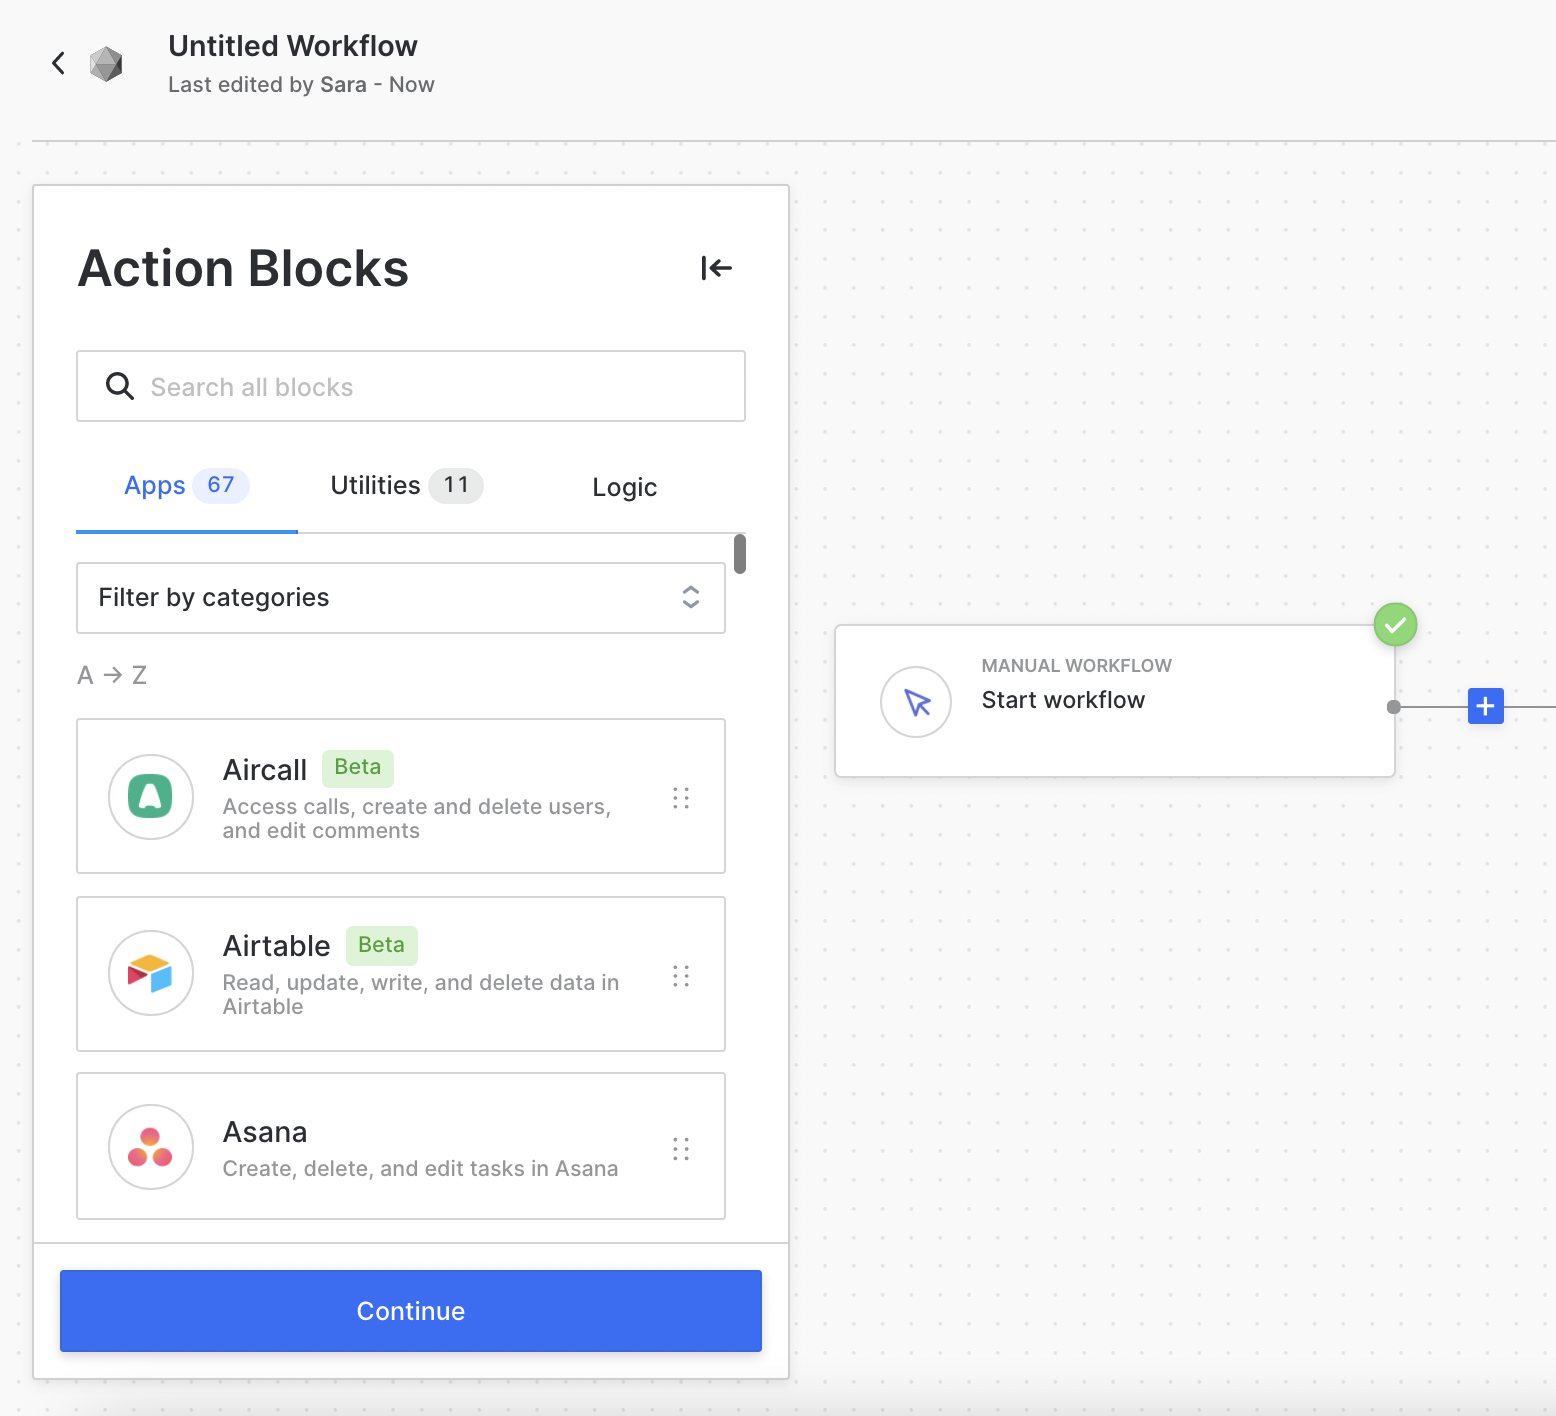 Untitled Workflow
Last edited by Sara - Now
Action Blocks
Search all blocks
Apps 67
Utilities 11
Logic
Filter by categories
A → Z
Aircall Beta
Access calls, create and delete users,
and edit comments
Airtable Beta
Read, update, write, and delete data in
Airtable
Asana
Create, delete, and edit tasks in Asana
Continue
MANUAL WORKFLOW
Start workflow